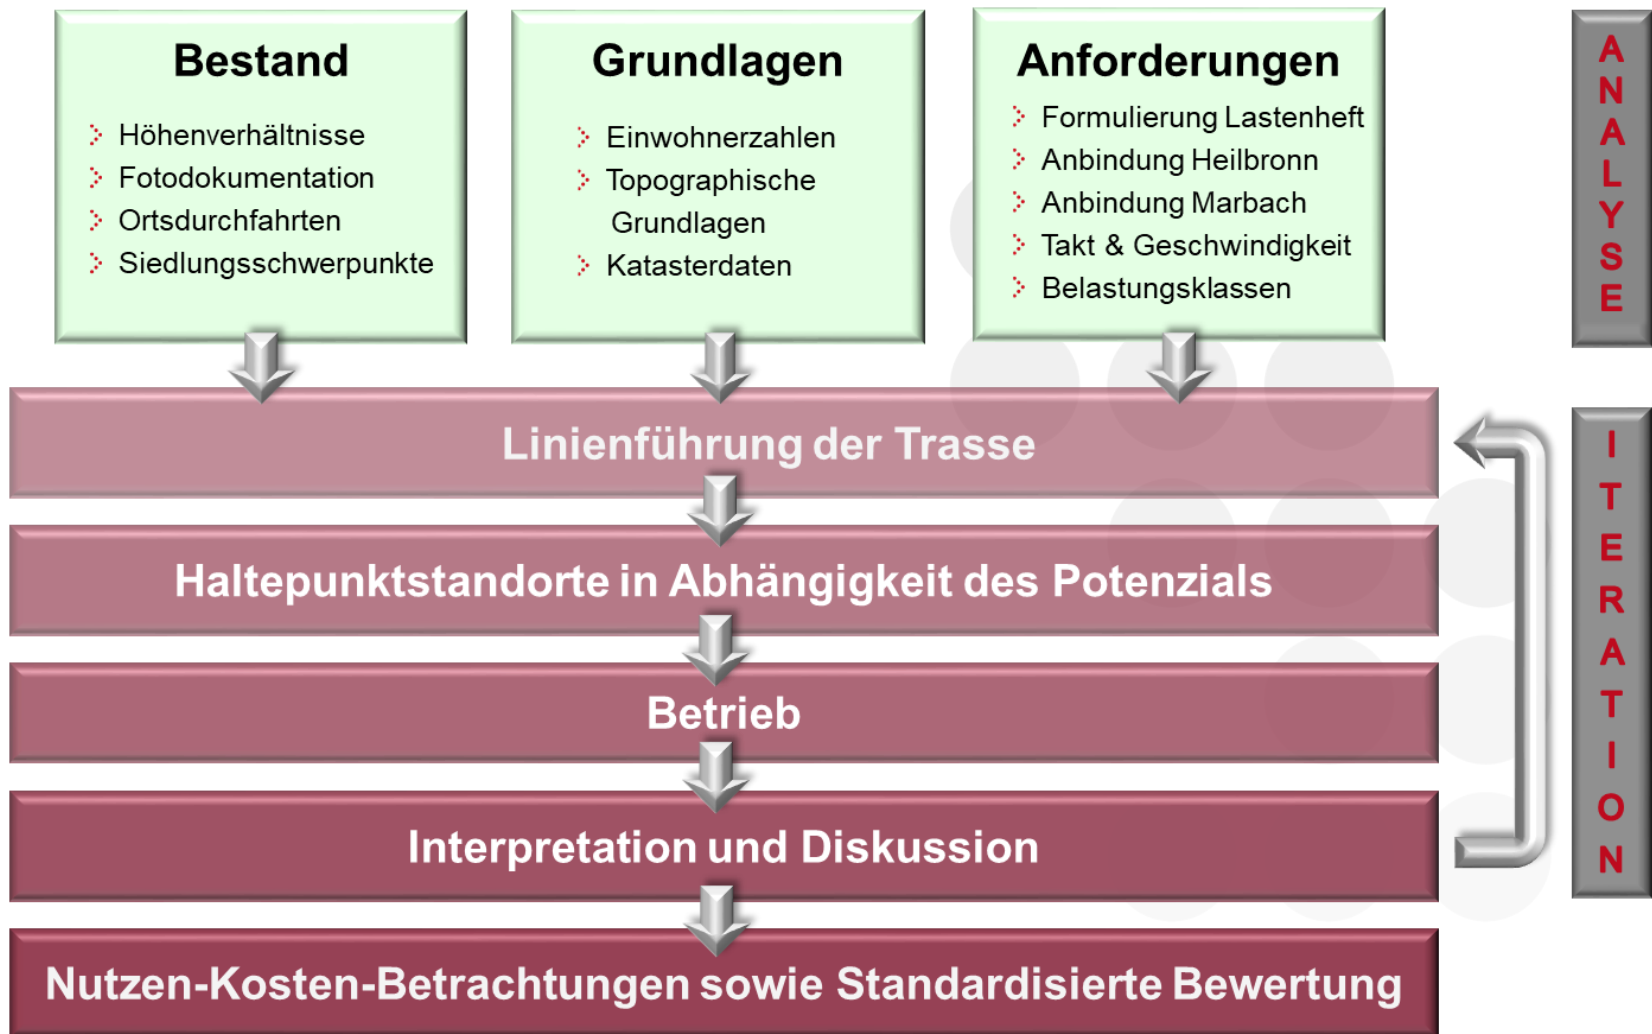 Bestand
Höhenverhältnisse
Fotodokumentation
Ortsdurchfahrten
Siedlungsschwerpunkte
Grundlagen
Einwohnerzahlen
Topographische
Grundlagen
Katasterdaten
Anforderungen
Formulierung Lastenheft
Anbindung Heilbronn
Anbindung Marbach
Takt & Geschwindigkeit
Belastungsklassen
ANALYSE
Linienführung der Trasse
Haltepunktstandorte in Abhängigkeit des Potenzials
Betrieb
Interpretation und Diskussion
Nutzen-Kosten-Betrachtungen sowie Standardisierte Bewertung
ITERATION